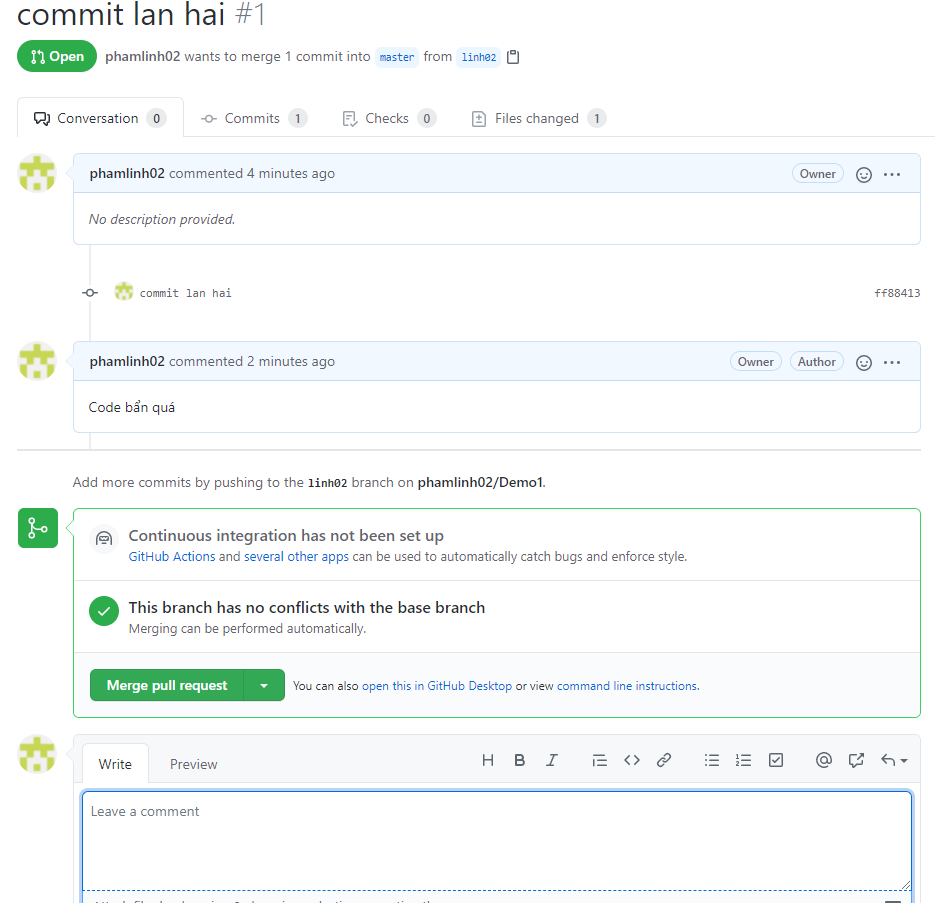 commit lan hai #1
Open phamlinh02 wants to merge 1 commit into master from linh02
Conversation 0 Commits 1 Checks 0 Files changed 1
phamlinh02 commented 4 minutes ago Owner
No description provided.
commit lan hai ff88413
phamlinh02 commented 2 minutes ago Owner Author
Code bẩn quá
Add more commits by pushing to the linh02 branch on phamlinh02/Demo1.
Continuous integration has not been set up
GitHub Actions and several other apps can be used to automatically catch bugs and enforce style.
This branch has no conflicts with the base branch
Merging can be performed automatically.
Merge pull request You can also open this in GitHub Desktop or view command line instructions.
Write Preview
Leave a comment